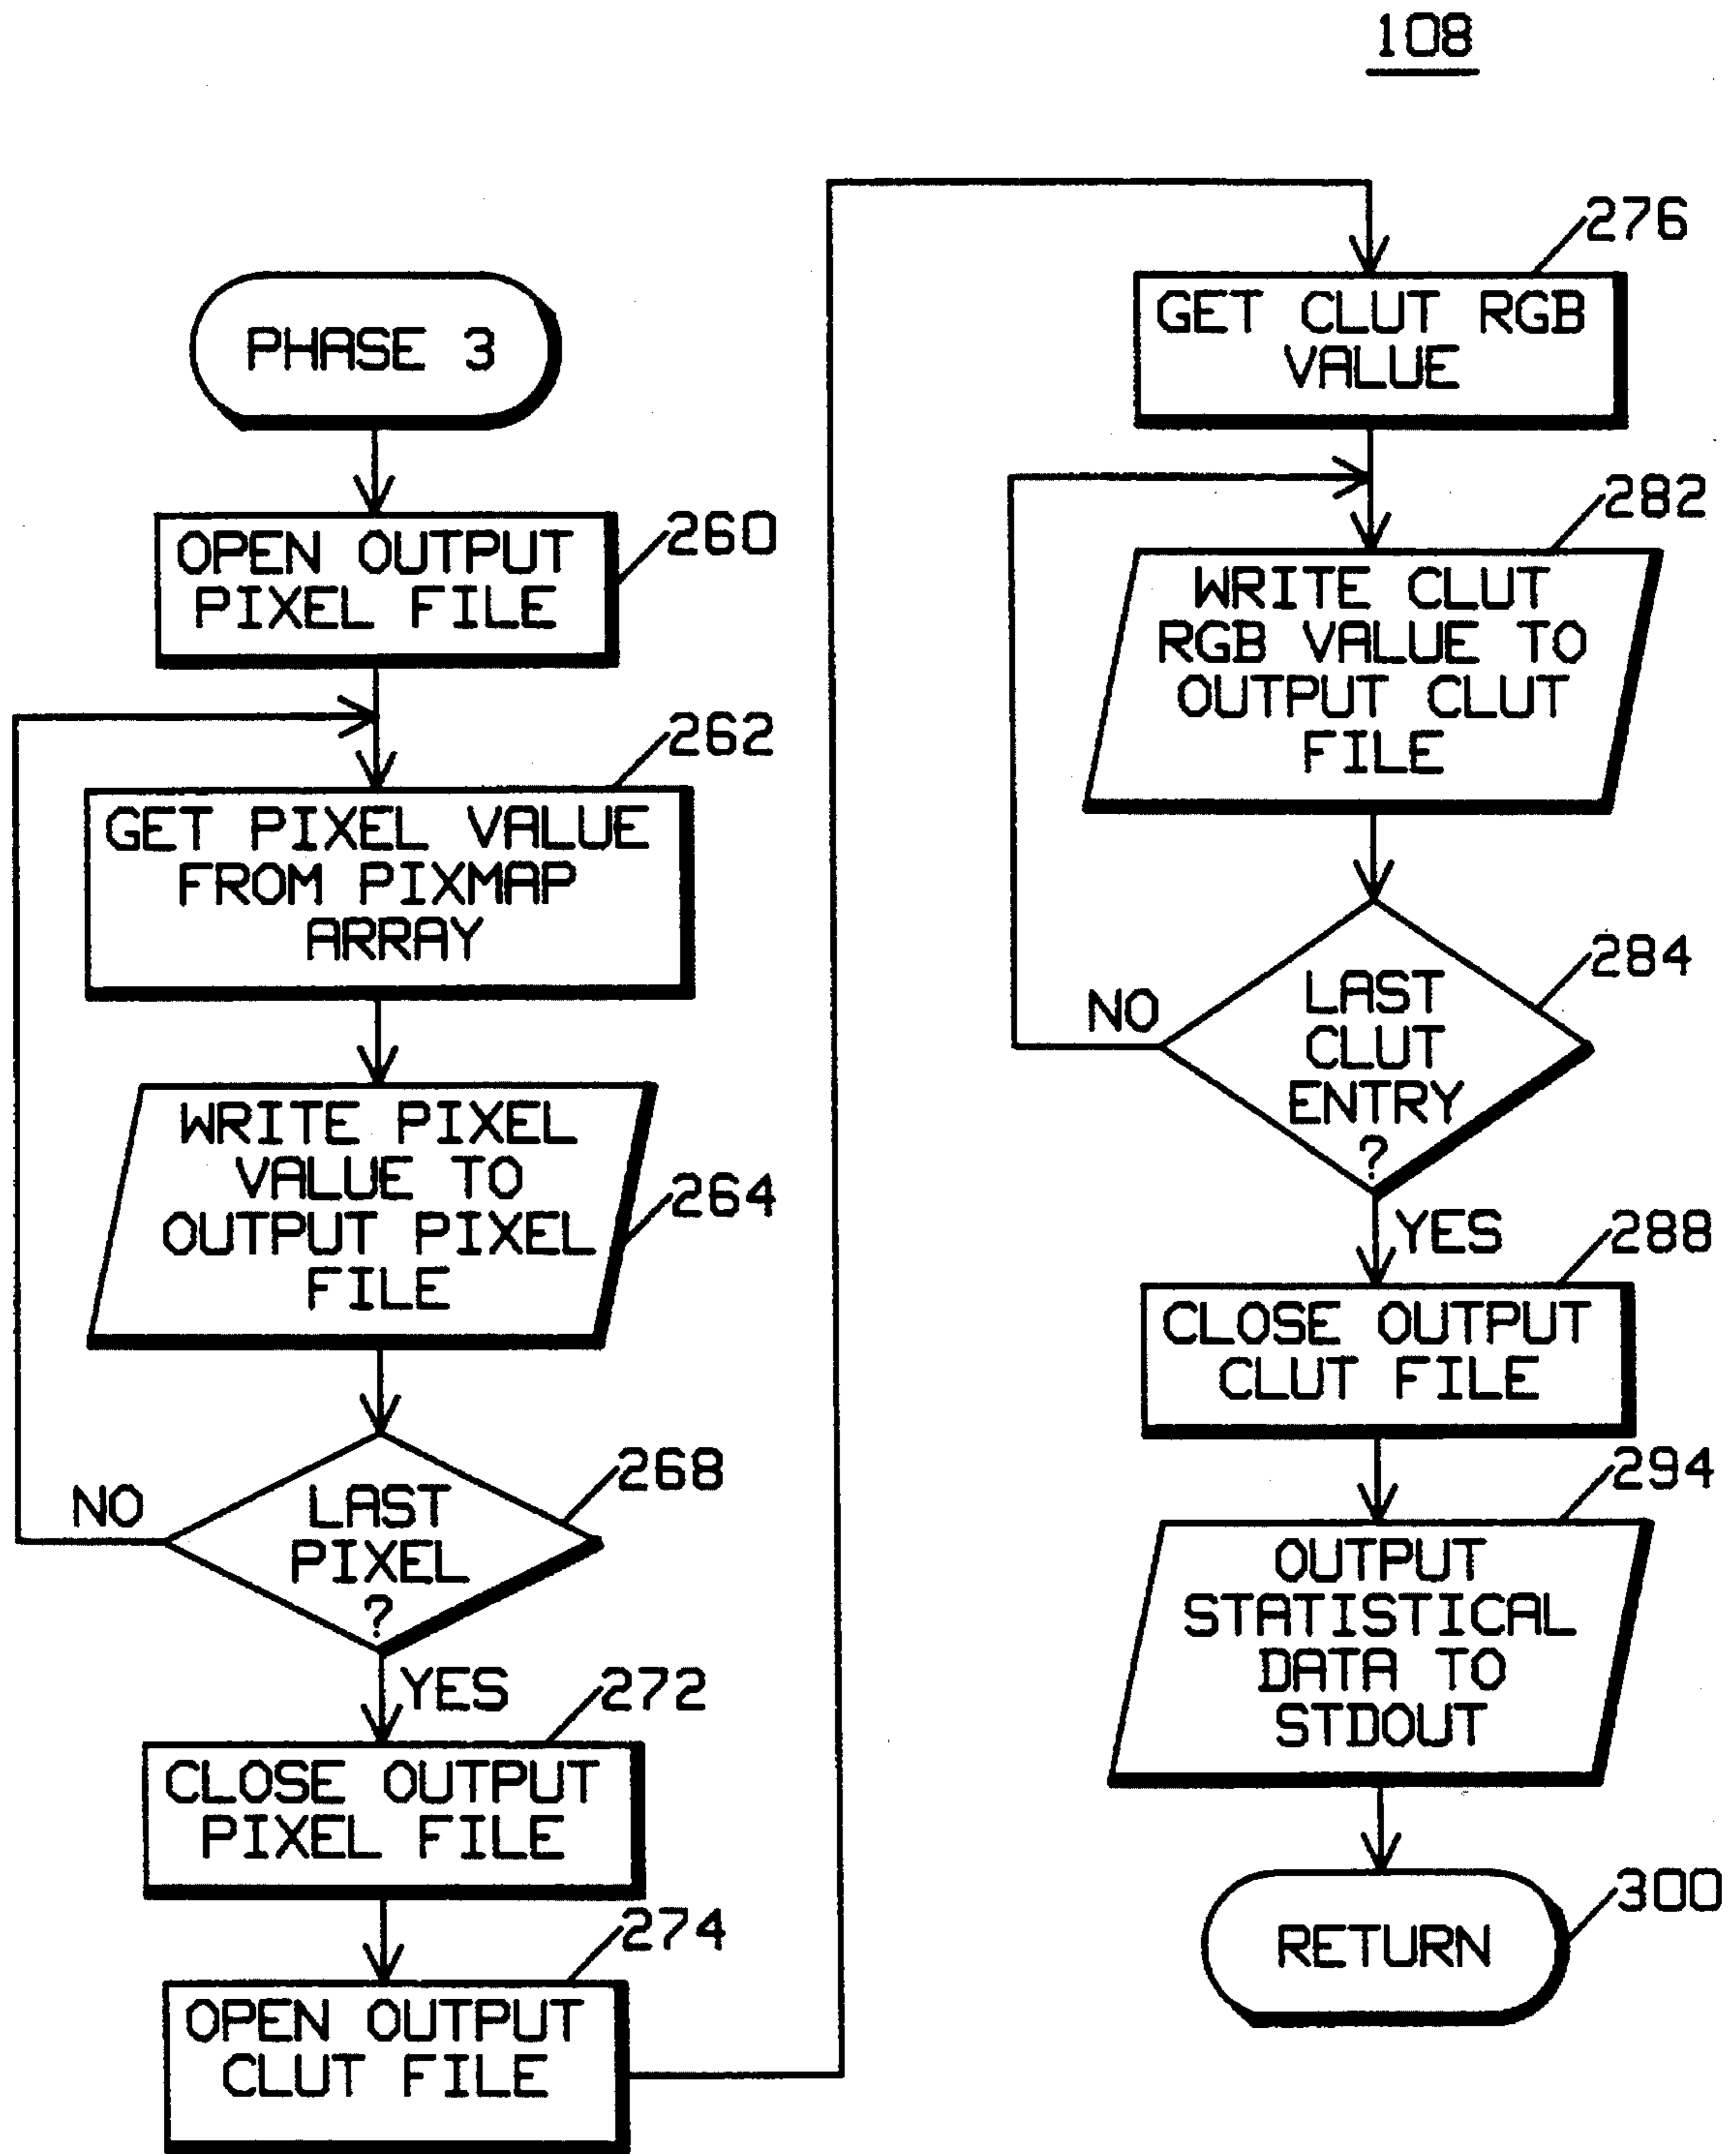 108
PHASE 3
OPEN OUTPUT
PIXEL FILE
260
262
GET PIXEL VALUE
FROM PIXMAP
ARRAY
WRITE PIXEL
VALUE TO
OUTPUT PIXEL
FILE
264
268
LAST
PIXEL
?
NO
YES
272
CLOSE OUTPUT
PIXEL FILE
274
OPEN OUTPUT
CLUT FILE
276
GET CLUT RGB
VALUE
282
WRITE CLUT
RGB VALUE TO
OUTPUT CLUT
FILE
284
LAST
CLUT
ENTRY
?
NO
YES
288
CLOSE OUTPUT
CLUT FILE
294
OUTPUT
STATISTICAL
DATA TO
STDOUT
300
RETURN